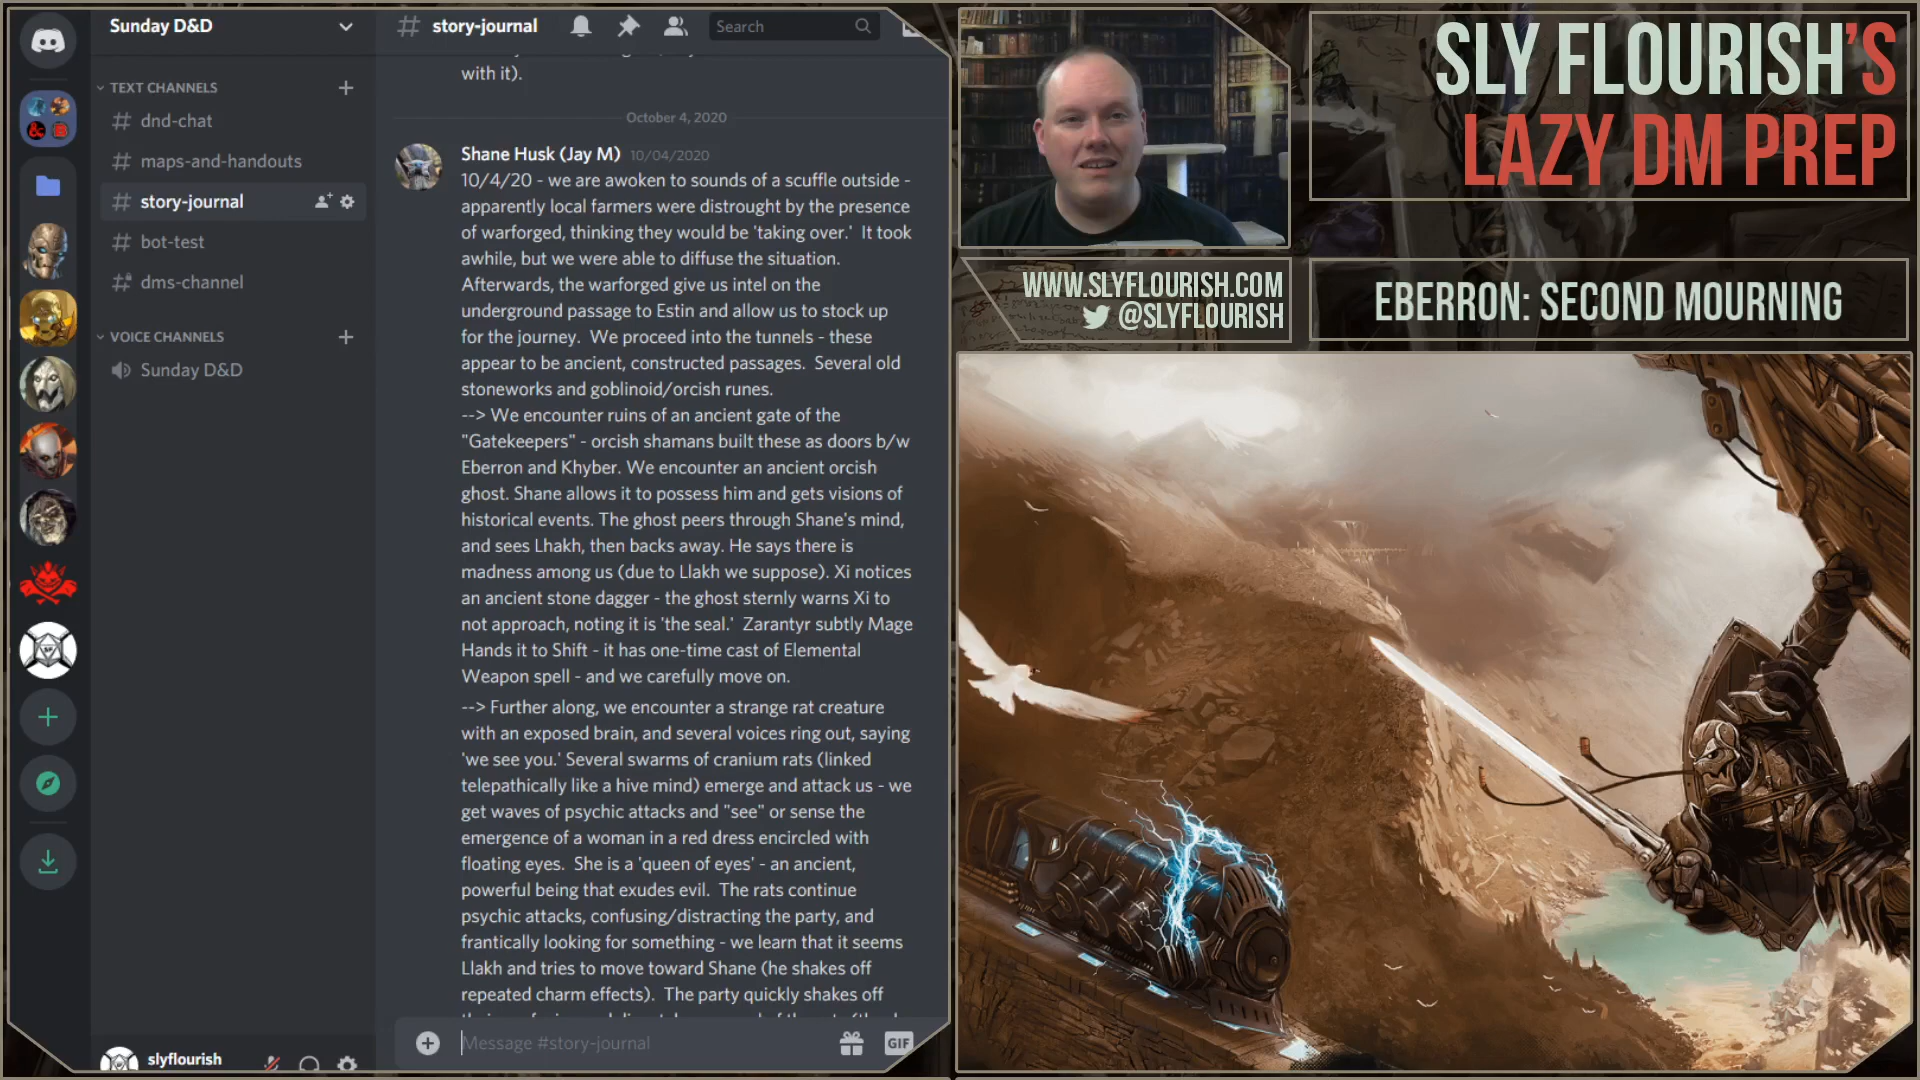 Sunday D&D
TEXT CHANNELS
# dnd-chat
# maps-and-handouts
# story-journal
# bot-test
# dms-channel
VOICE CHANNELS
Sunday D&D
slyflourish
# story-journal
Search
with it).
October 4, 2020
Shane Husk (Jay M) 10/04/2020
10/4/20 - we are awoken to sounds of a scuffle outside -
apparently local farmers were distrought by the presence
of warforged, thinking they would be 'taking over.'  It took
awhile, but we were able to diffuse the situation.
Afterwards, the warforged give us intel on the
underground passage to Estin and allow us to stock up
for the journey.  We proceed into the tunnels - these
appear to be ancient, constructed passages.  Several old
stoneworks and goblinoid/orcish runes.
--> We encounter ruins of an ancient gate of the
"Gatekeepers" - orcish shamans built these as doors b/w
Eberron and Khyber. We encounter an ancient orcish
ghost. Shane allows it to possess him and gets visions of
historical events. The ghost peers through Shane's mind,
and sees Lhakh, then backs away. He says there is
madness among us (due to Llakh we suppose). Xi notices
an ancient stone dagger - the ghost sternly warns Xi to
not approach, noting it is 'the seal.'  Zarantyr subtly Mage
Hands it to Shift - it has one-time cast of Elemental
Weapon spell - and we carefully move on.
--> Further along, we encounter a strange rat creature
with an exposed brain, and several voices ring out, saying
'we see you.' Several swarms of cranium rats (linked
telepathically like a hive mind) emerge and attack us - we
get waves of psychic attacks and "see" or sense the
emergence of a woman in a red dress encircled with
floating eyes.  She is a 'queen of eyes' - an ancient,
powerful being that exudes evil.  The rats continue
psychic attacks, confusing/distracting the party, and
frantically looking for something - we learn that it seems
Llakh and tries to move toward Shane (he shakes off
repeated charm effects).  The party quickly shakes off
Message #story-journal
GIF
WWW.SLYFLOURISH.COM
@SLYFLOURISH
SLY FLOURISH'S
LAZY DM PREP
EBERRON: SECOND MOURNING